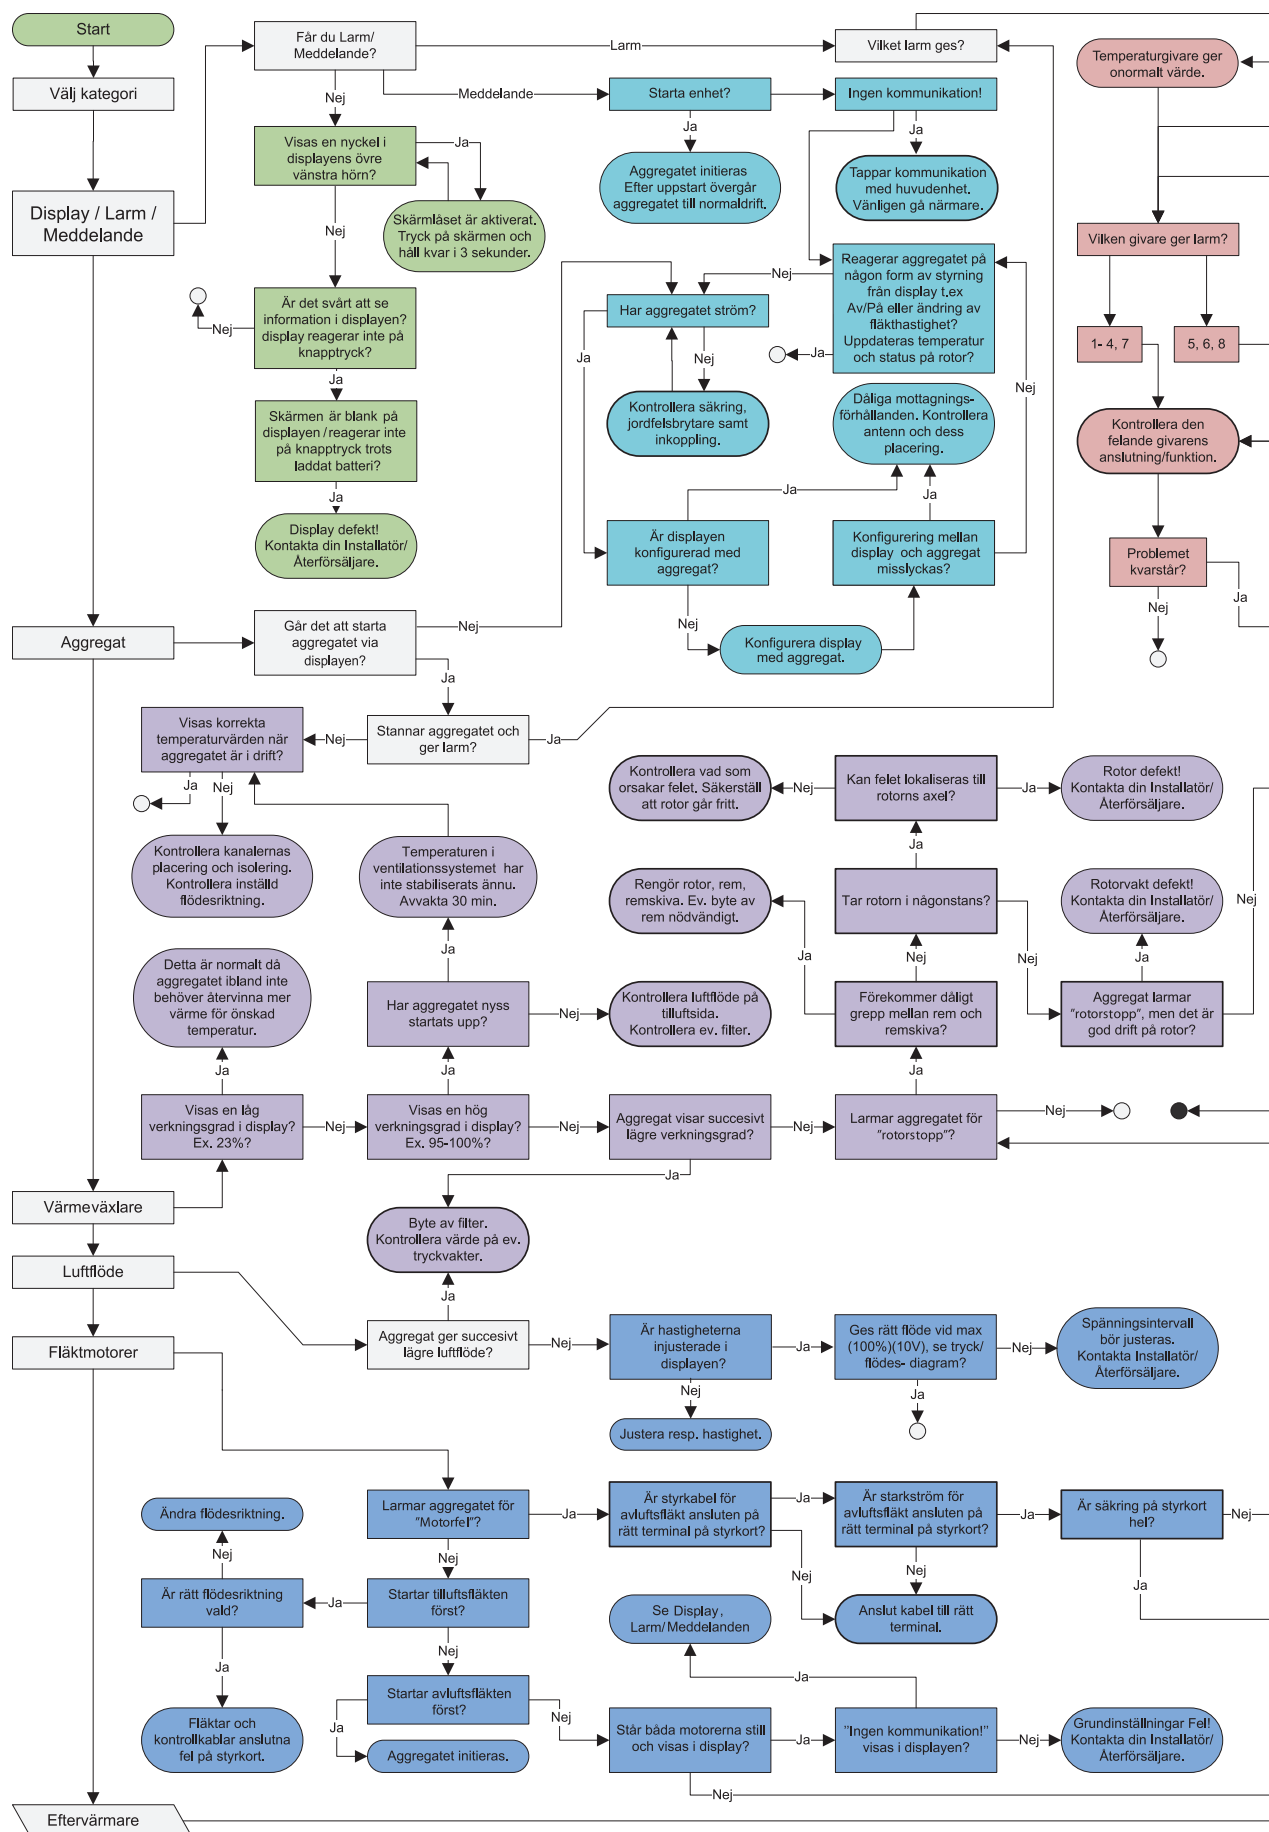 Start
Välj kategori
Display / Larm /
Meddelande
Får du Larm/
Meddelande?
Larm
Vilket larm ges?
Nej
Meddelande
Starta enhet?
Ingen kommunikation!
Ja
Ja
Visas en nyckel i
displayens övre
vänstra hörn?
Ja
Aggregatet initieras
Efter uppstart övergår
aggregatet till normaldrift.
Tappar kommunikation
med huvudenhet.
Vänligen gå närmare.
Skärmlåset är aktiverat.
Tryck på skärmen och
håll kvar i 3 sekunder.
Nej
Är det svårt att se
information i displayen?
display reagerar inte på
knapptryck?
Nej
Ja
Skärmen är blank på
displayen/reagerar inte
på knapptryck trots
laddat batteri?
Ja
Display defekt!
Kontakta din Installatör/
Återförsäljare.
Reagerar aggregatet på
någon form av styrning
från display t.ex
Av/På eller ändring av
fläkthastighet?
Uppdateras temperatur
och status på rotor?
Nej
Ja
Har aggregatet ström?
Ja
Nej
Kontrollera säkring,
jordfelsbrytare samt
inkoppling.
Dåliga mottagnings-
förhållanden. Kontrollera
antenn och dess
placering.
Nej
Ja
Ja
Är displayen
konfigurerad med
aggregat?
Konfigurering mellan
display och aggregat
misslyckas?
Nej
Konfigurera display
med aggregat.
Temperaturgivare ger
onormalt värde.
Vilken givare ger larm?
1- 4, 7
5, 6, 8
Kontrollera den
felande givarens
anslutning/funktion.
Problemet
kvarstår?
Nej
Ja
Aggregat
Går det att starta
aggregatet via
displayen?
Nej
Ja
Stannar aggregatet och
ger larm?
Nej
Ja
Visas korrekta
temperaturvärden när
aggregatet är i drift?
Ja
Nej
Kontrollera kanalernas
placering och isolering.
Kontrollera inställd
flödesriktning.
Temperaturen i
ventilationssystemet har
inte stabiliserats ännu.
Avvakta 30 min.
Ja
Detta är normalt då
aggregatet ibland inte
behöver återvinna mer
värme för önskad
temperatur.
Ja
Har aggregatet nyss
startats upp?
Nej
Kontrollera luftflöde på
tilluftsida.
Kontrollera ev. filter.
Ja
Kontrollera vad som
orsakar felet. Säkerställ
att rotor går fritt.
Nej
Kan felet lokaliseras till
rotorns axel?
Ja
Rotor defekt!
Kontakta din Installatör/
Återförsäljare.
Ja
Rengör rotor, rem,
remskiva. Ev. byte av
rem nödvändigt.
Tar rotorn i någonstans?
Rotorvakt defekt!
Kontakta din Installatör/
Återförsäljare.
Nej
Ja
Nej
Nej
Ja
Förekommer dåligt
grepp mellan rem och
remskiva?
Aggregat larmar
"rotorstopp", men det är
god drift på rotor?
Ja
Visas en låg
verkningsgrad i display?
Ex. 23%?
Nej
Visas en hög
verkningsgrad i display?
Ex. 95-100%?
Nej
Aggregat visar succesivt
lägre verkningsgrad?
Nej
Larmar aggregatet för
"rotorstopp"?
Nej
Ja
Värmeväxlare
Byte av filter.
Kontrollera värde på ev.
tryckvakter.
Luftflöde
Ja
Fläktmotorer
Aggregat ger succesivt
lägre luftflöde?
Nej
Är hastigheterna
injusterade i
displayen?
Ja
Ges rätt flöde vid max
(100%)(10V), se tryck/
flödes- diagram?
Nej
Spänningsintervall
bör justeras.
Kontakta Installatör/
Återförsäljare.
Nej
Ja
Justera resp. hastighet.
Larmar aggregatet för
"Motorfel"?
Ja
Är styrkabel för
avluftsfläkt ansluten på
rätt terminal på styrkort?
Ja
Är starkström för
avluftsfläkt ansluten på
rätt terminal på styrkort?
Ja
Är säkring på styrkort
hel?
Nej
Ändra flödesriktning.
Nej
Nej
Nej
Nej
Ja
Är rätt flödesriktning
vald?
Ja
Startar tilluftsfläkten
först?
Se Display,
Larm/Meddelanden
Anslut kabel till rätt
terminal.
Nej
Ja
Startar avluftsfläkten
först?
Ja
Nej
Ja
Fläktar och
kontrollkablar anslutna
fel på styrkort.
Aggregatet initieras.
Står båda motorerna still
och visas i display?
Ja
"Ingen kommunikation!"
visas i displayen?
Nej
Grundinställningar Fel!
Kontakta din Installatör/
Återförsäljare.
Nej
Eftervärmare